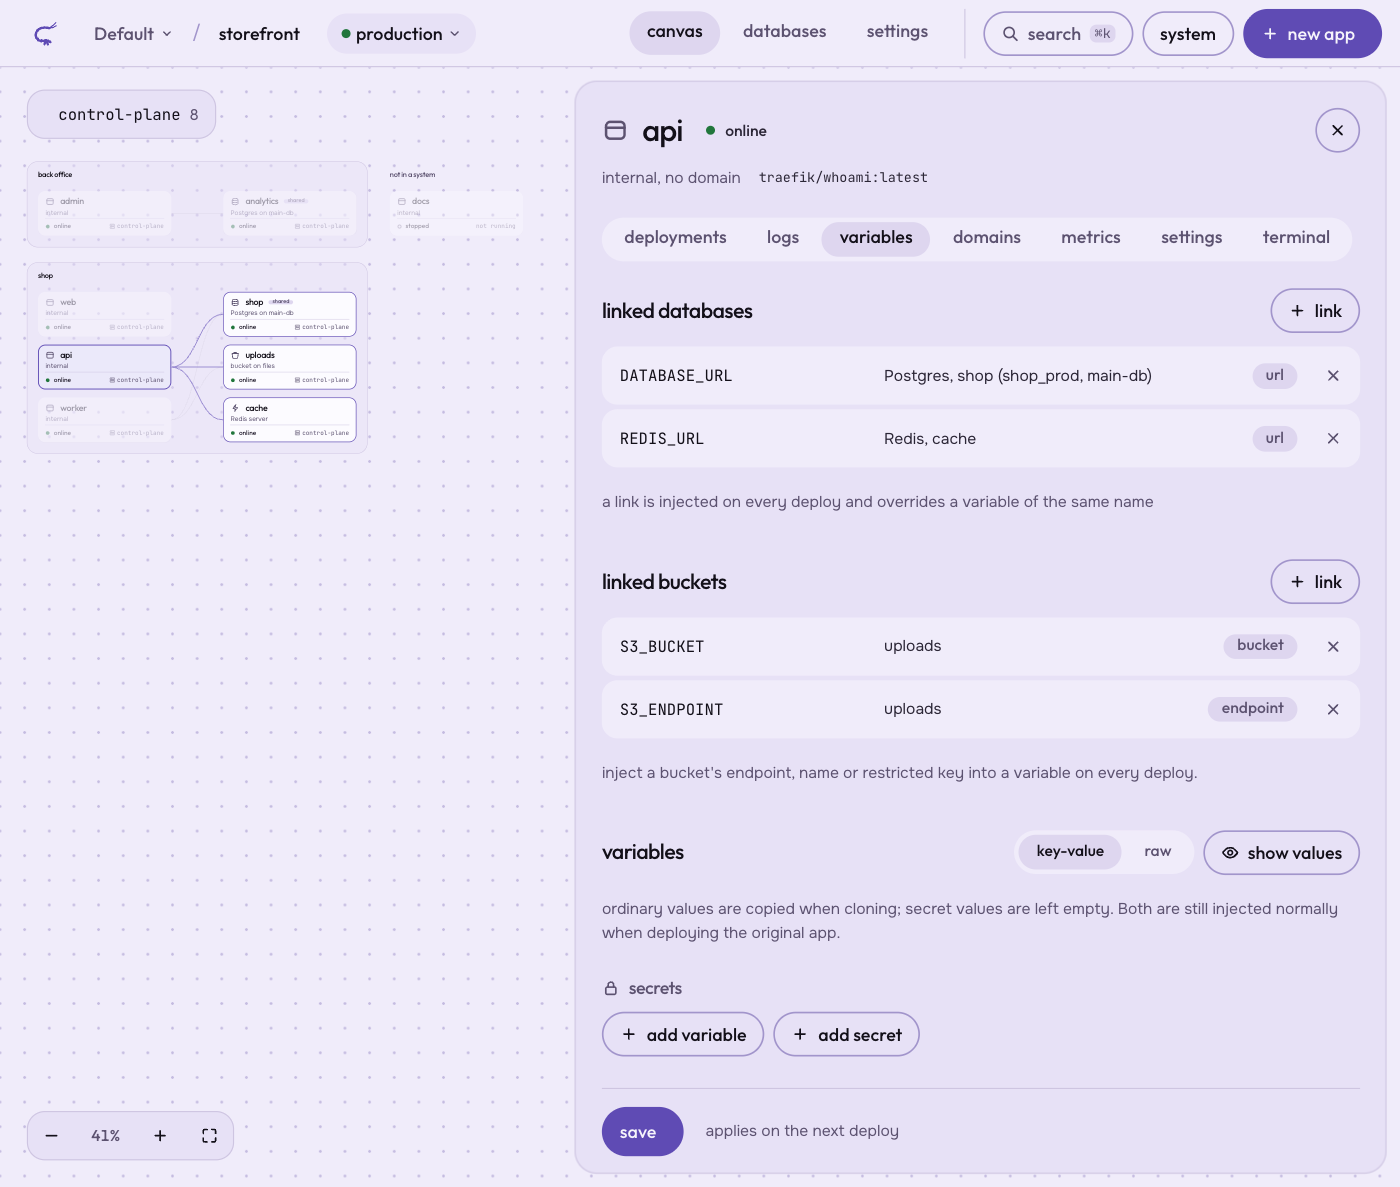 Default / storefront production
canvas databases settings search ⌘K system + new app
control-plane 8
back office
admin
internal
online control-plane
analytics shared
Postgres on main-db
online control-plane
not in a system
docs
internal
stopped not running
shop
web
internal
online control-plane
shop shared
Postgres on main-db
online control-plane
api
internal
online control-plane
uploads
bucket on files
online control-plane
worker
internal
online control-plane
cache
Redis server
online control-plane
41%
api online
internal, no domain traefik/whoami:latest
deployments logs variables domains metrics settings terminal
linked databases + link
DATABASE_URL Postgres, shop (shop_prod, main-db) url
REDIS_URL Redis, cache url
a link is injected on every deploy and overrides a variable of the same name
linked buckets + link
S3_BUCKET uploads bucket
S3_ENDPOINT uploads endpoint
inject a bucket's endpoint, name or restricted key into a variable on every deploy.
variables key-value raw show values
ordinary values are copied when cloning; secret values are left empty. Both are still injected normally
when deploying the original app.
secrets
+ add variable + add secret
save applies on the next deploy